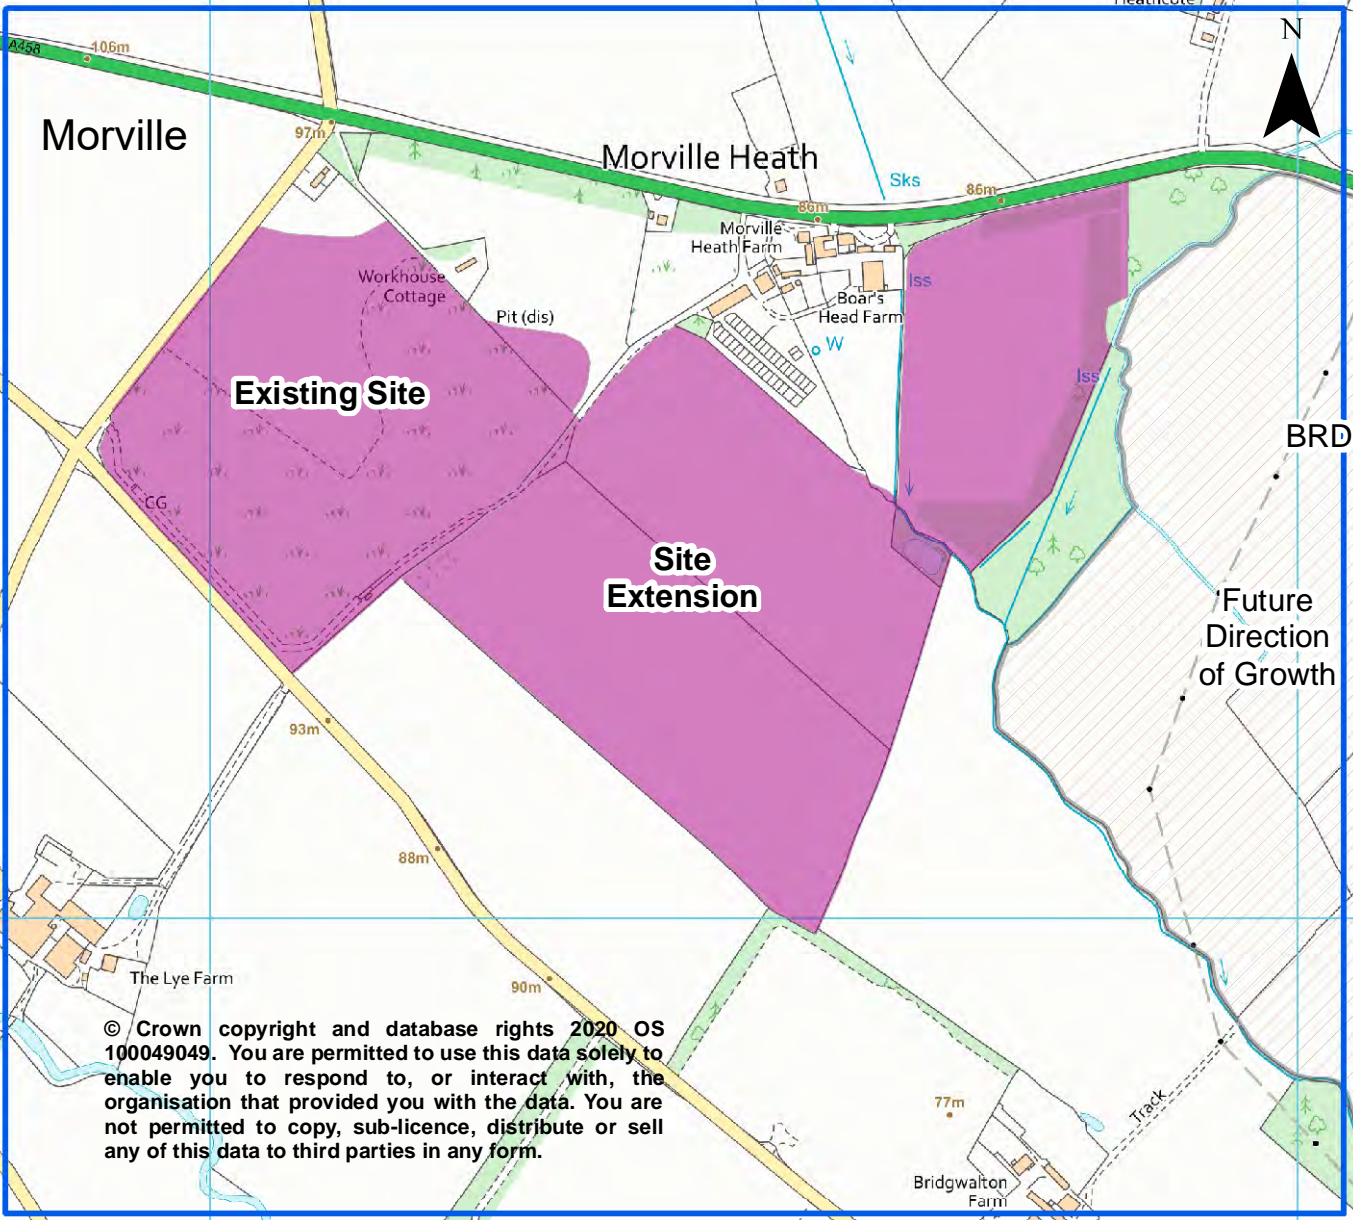 Heathcote
N
A458
106m
Morville
97m
Morville Heath
Sks
86m
86m
Morville
Heath Farm
Workhouse
Cottage
Iss
Boar's
Head Farm
Pit (dis)
W
Existing Site
Iss
BRD
CG
Site
Extension
Future
Direction
of Growth
93m
88m
The Lye Farm
90m
© Crown copyright and database rights 2020 OS
100049049. You are permitted to use this data solely to
enable you to respond to, or interact with, the
organisation that provided you with the data. You are
not permitted to copy, sub-licence, distribute or sell
any of this data to third parties in any form.
77m
Track
Bridgwalton
Farm